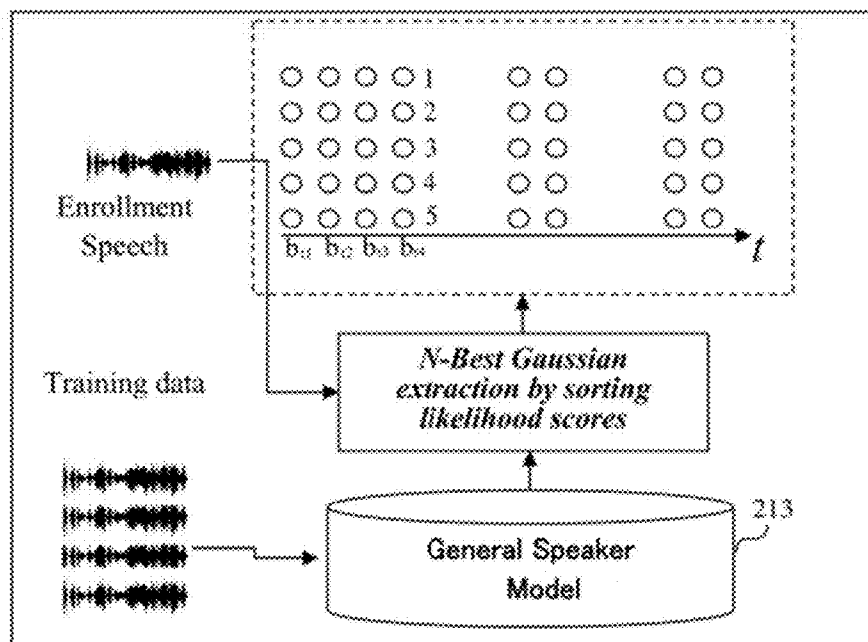 1
2
3
4
5
t
Enrollment
Speech
N-Best Gaussian
extraction by sorting
likelihood scores
Training data
213
General Speaker
Model